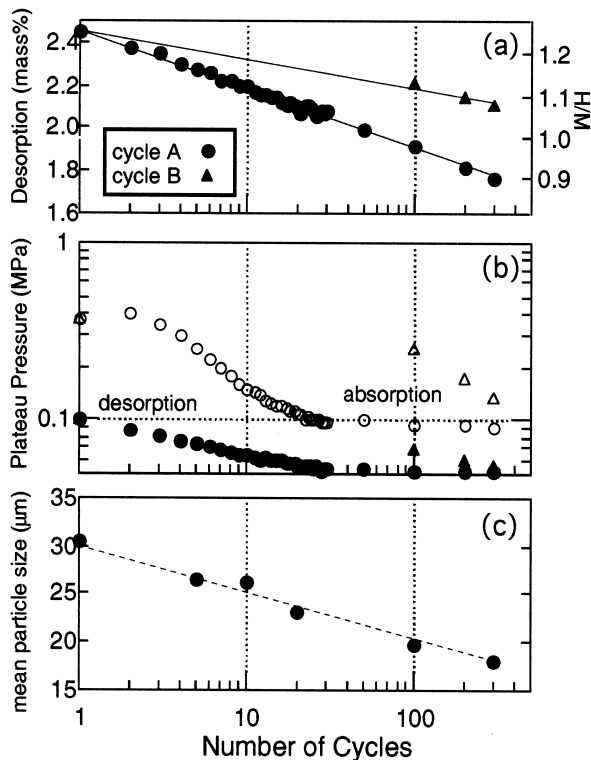 Desorption (mass%)
2.4
2.2
2.0
1.8
1.6
(a)
1.2
1.1
1.0
0.9
H/M
cycle A
cycle B
Plateau Pressure (MPa)
1
0.1
(b)
desorption
absorption
mean particle size (μm)
35
30
25
20
15
(c)
1
10
100
Number of Cycles